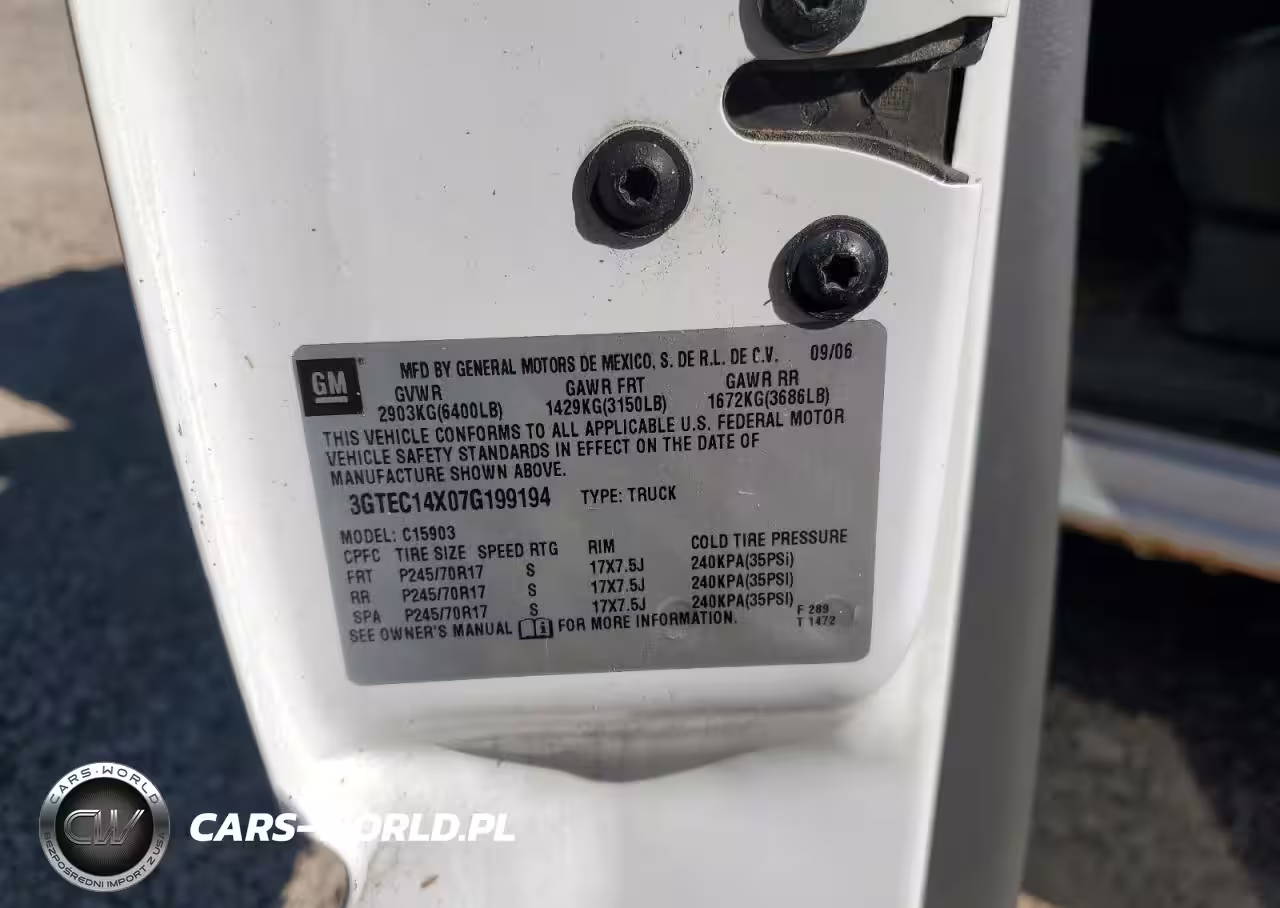 GM ®
MFD BY GENERAL MOTORS DE MEXICO, S. DE R.L. DE C.V. 09/06
GVWR GAWR FRT GAWR RR
2903KG(6400LB) 1429KG(3150LB) 1672KG(3686LB)
THIS VEHICLE CONFORMS TO ALL APPLICABLE U.S. FEDERAL MOTOR
VEHICLE SAFETY STANDARDS IN EFFECT ON THE DATE OF
MANUFACTURE SHOWN ABOVE.
3GTEC14X07G199194 TYPE: TRUCK
MODEL: C15903
CPFC TIRE SIZE SPEED RTG RIM COLD TIRE PRESSURE
FRT P245/70R17 S 17X7.5J 240KPA(35PSi)
RR P245/70R17 S 17X7.5J 240KPA(35PSI)
SPA P245/70R17 S 17X7.5J 240KPA(35PSI)
SEE OWNER'S MANUAL FOR MORE INFORMATION.
F 289
T 1472
CARS-WORLD
CW
BEZPOŚREDNI IMPORT Z USA
CARS-WORLD.PL